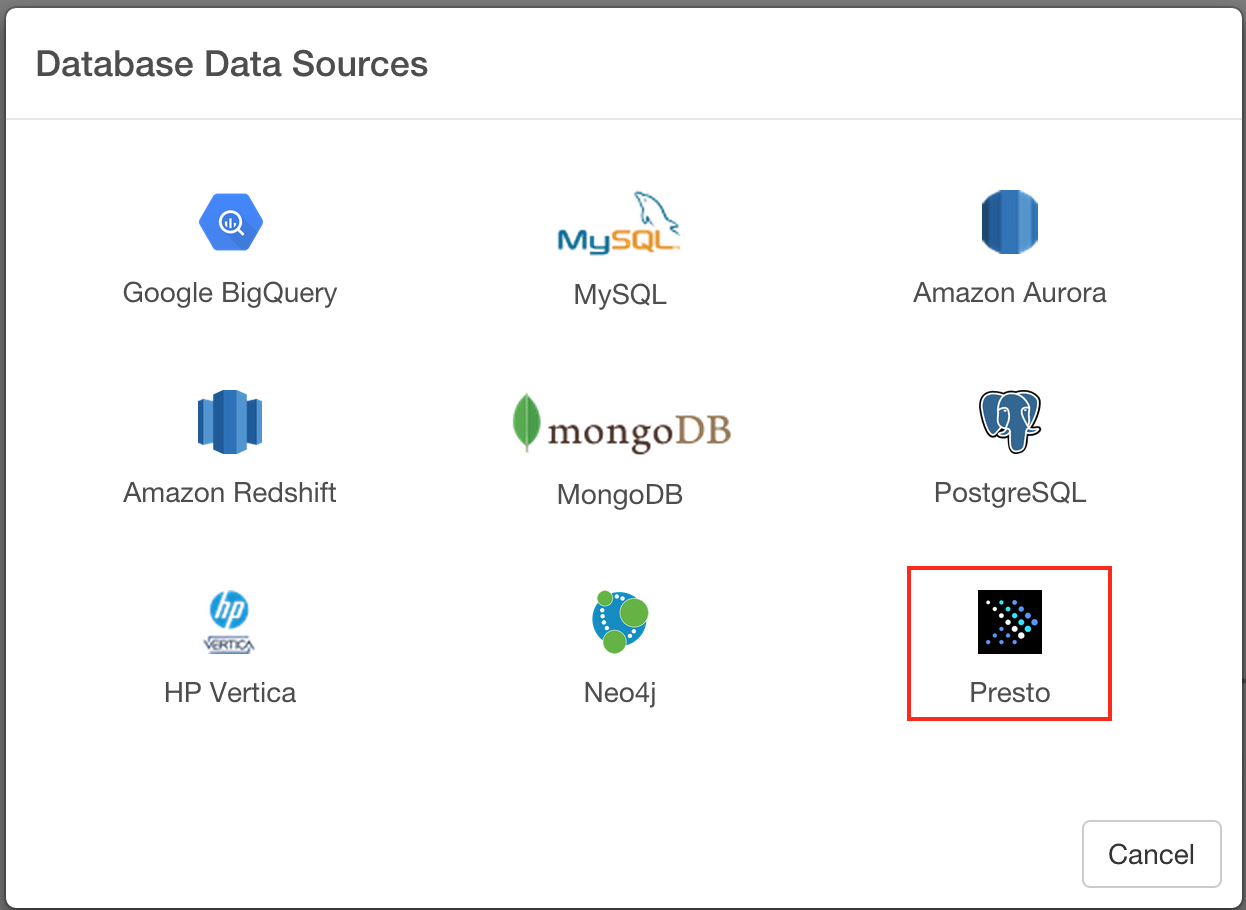 Database Data Sources
MySQL
Google BigQuery
MySQL
Amazon Aurora
mongoDB
Amazon Redshift
MongoDB
PostgreSQL
hp
VERTICA
HP Vertica
Neo4j
Presto
Cancel